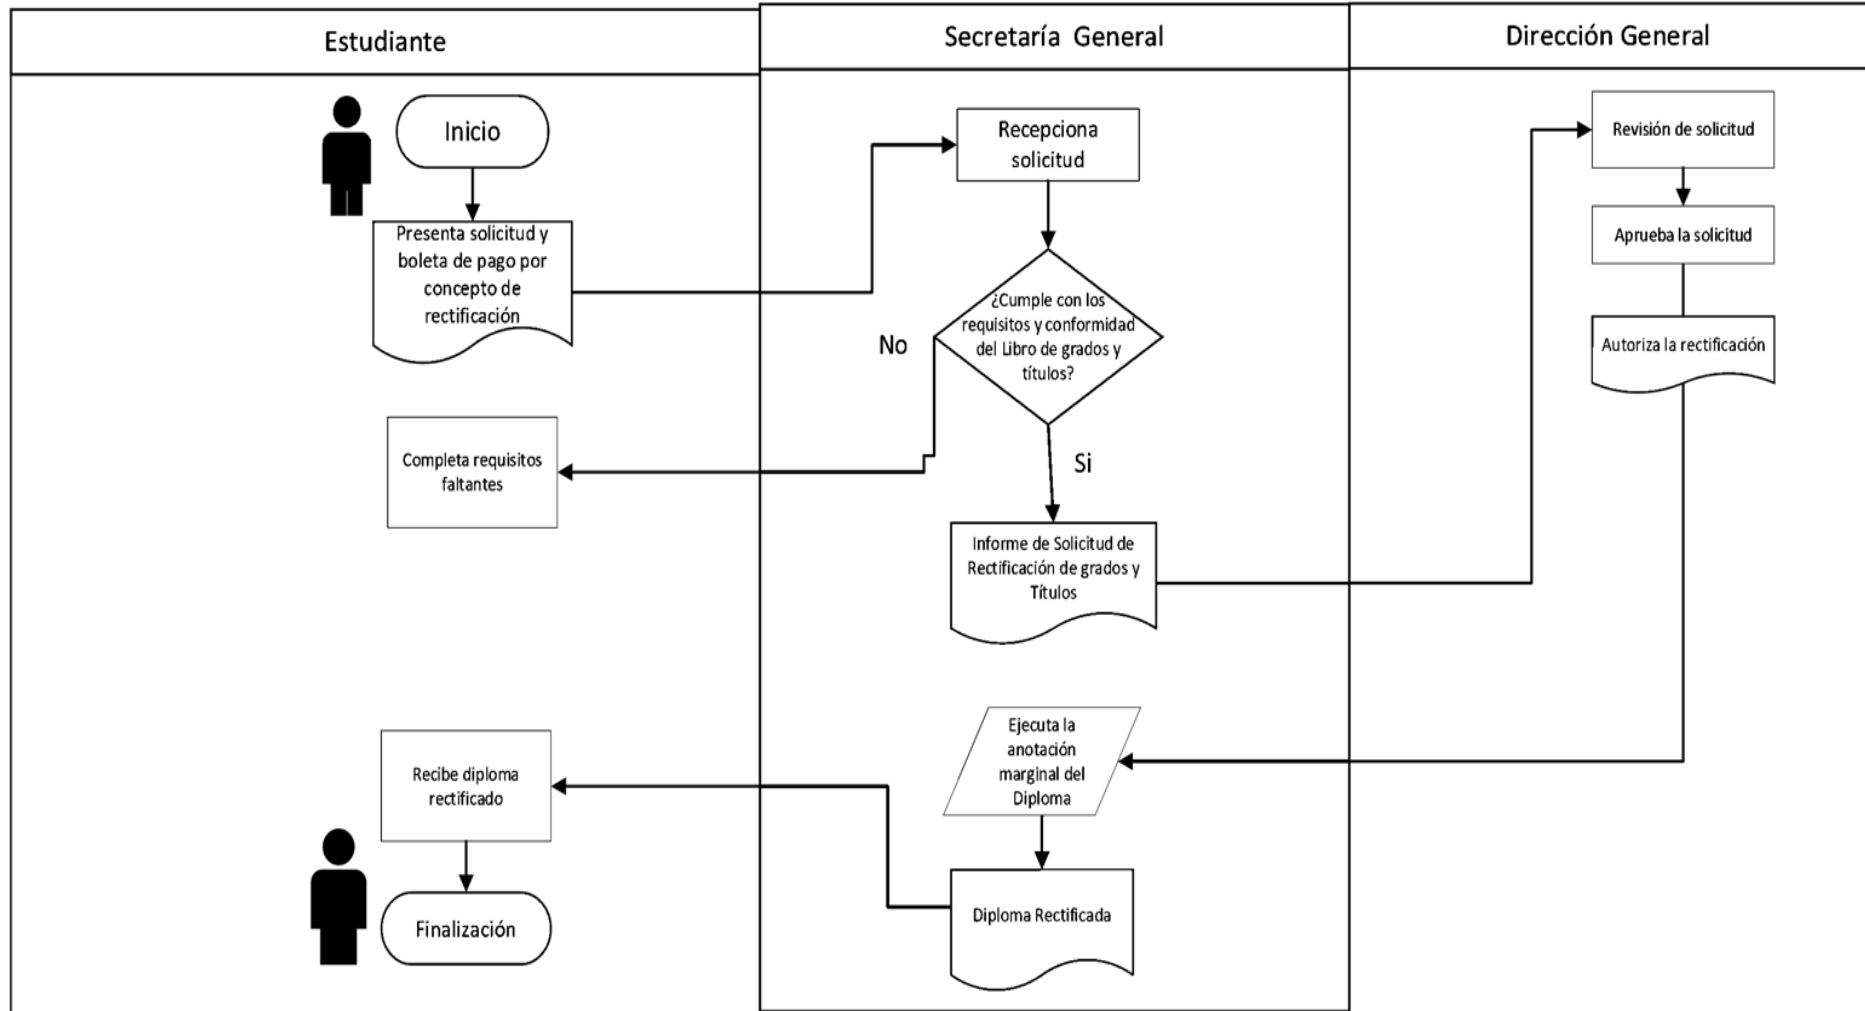 Estudiante
Secretaría General
Dirección General
Inicio
Presenta solicitud y
boleta de pago por
concepto de
rectificación
Completa requisitos
faltantes
Recibe diploma
rectificado
Finalización
Recepciona
solicitud
¿Cumple con los
requisitos y conformidad
del Libro de grados y
títulos?
No
Si
Informe de Solicitud de
Rectificación de grados y
Títulos
Ejecuta la
anotación
marginal del
Diploma
Diploma Rectificada
Revisión de solicitud
Aprueba la solicitud
Autoriza la rectificación